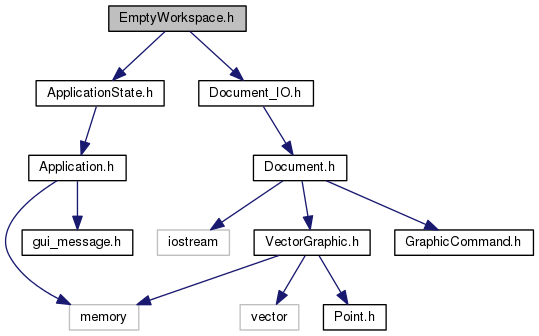 EmptyWorkspace.h
ApplicationState.h
Document_IO.h
Application.h
Document.h
gui_message.h
iostream
VectorGraphic.h
GraphicCommand.h
memory
vector
Point.h